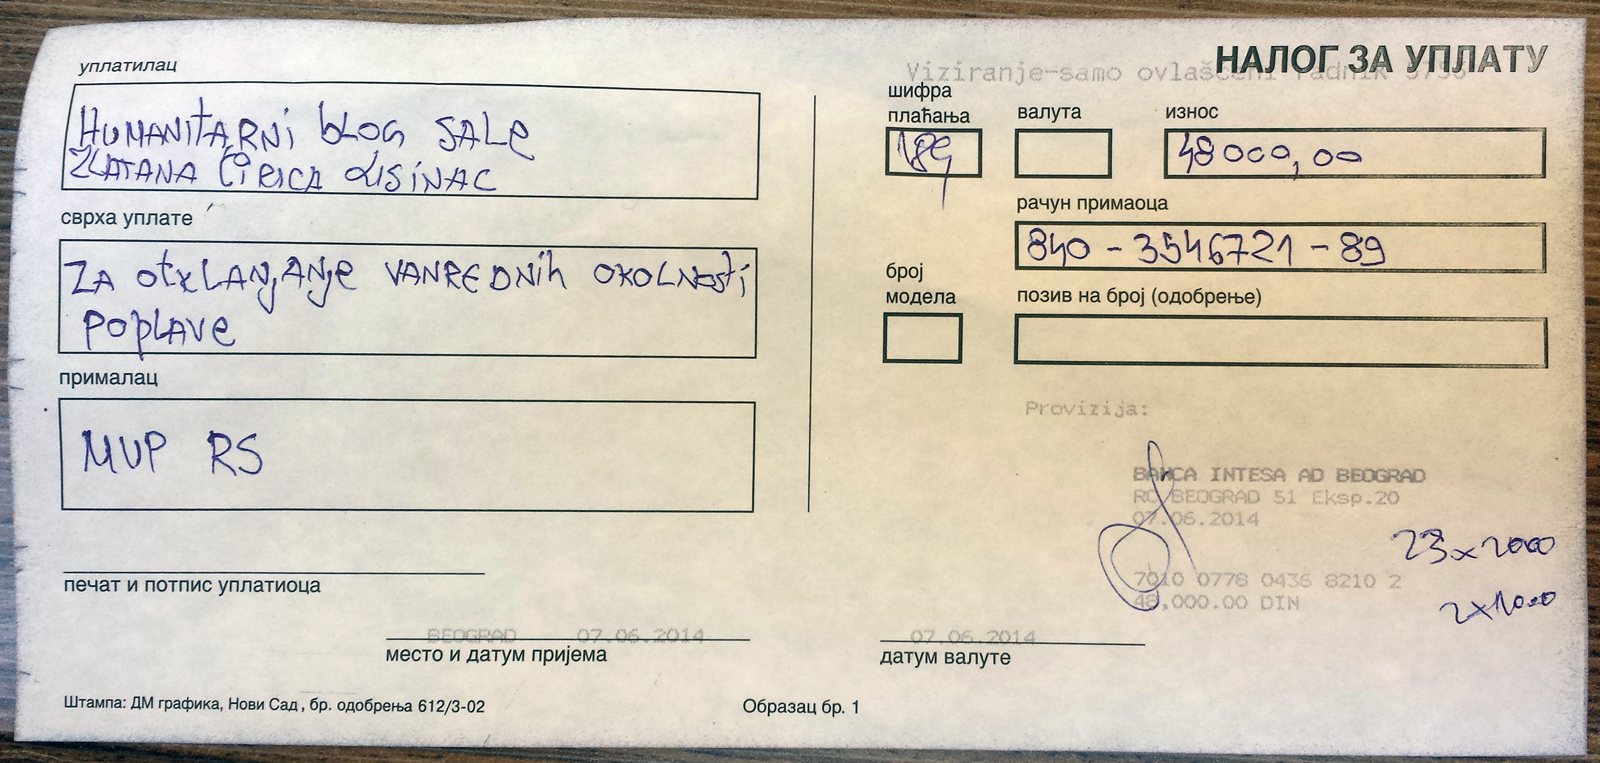 НАЛОГ ЗА УПЛАТУ
Viziranje-samo ovlašćeni radnik
уплатилац
HUMANITARNI bLOG SALE
ZLATANA ĆIRICA LISINAC
сврха уплате
ZA OtKLANjANje VANREDNih OKOLNOSTi
POPLAVe
прималац
MUP RS
шифра
плаћања
189
валута
износ
48000,00
рачун примаоца
840-3546721-89
број
модела
позив на број (одобрење)
Provizija:
BANCA INTESA AD BEOGRAD
RC BEOGRAD 51 Eksp.20
07.06.2014
23x2000
7010 0778 0436 8210 2
48,000.00 DIN
2x1000
печат и потпис уплатиоца
BEOGRAD 07.06.2014
место и датум пријема
07.06.2014
датум валуте
Штампа: ДМ графика, Нови Сад, бр. одобрења 612/3-02
Образац бр. 1